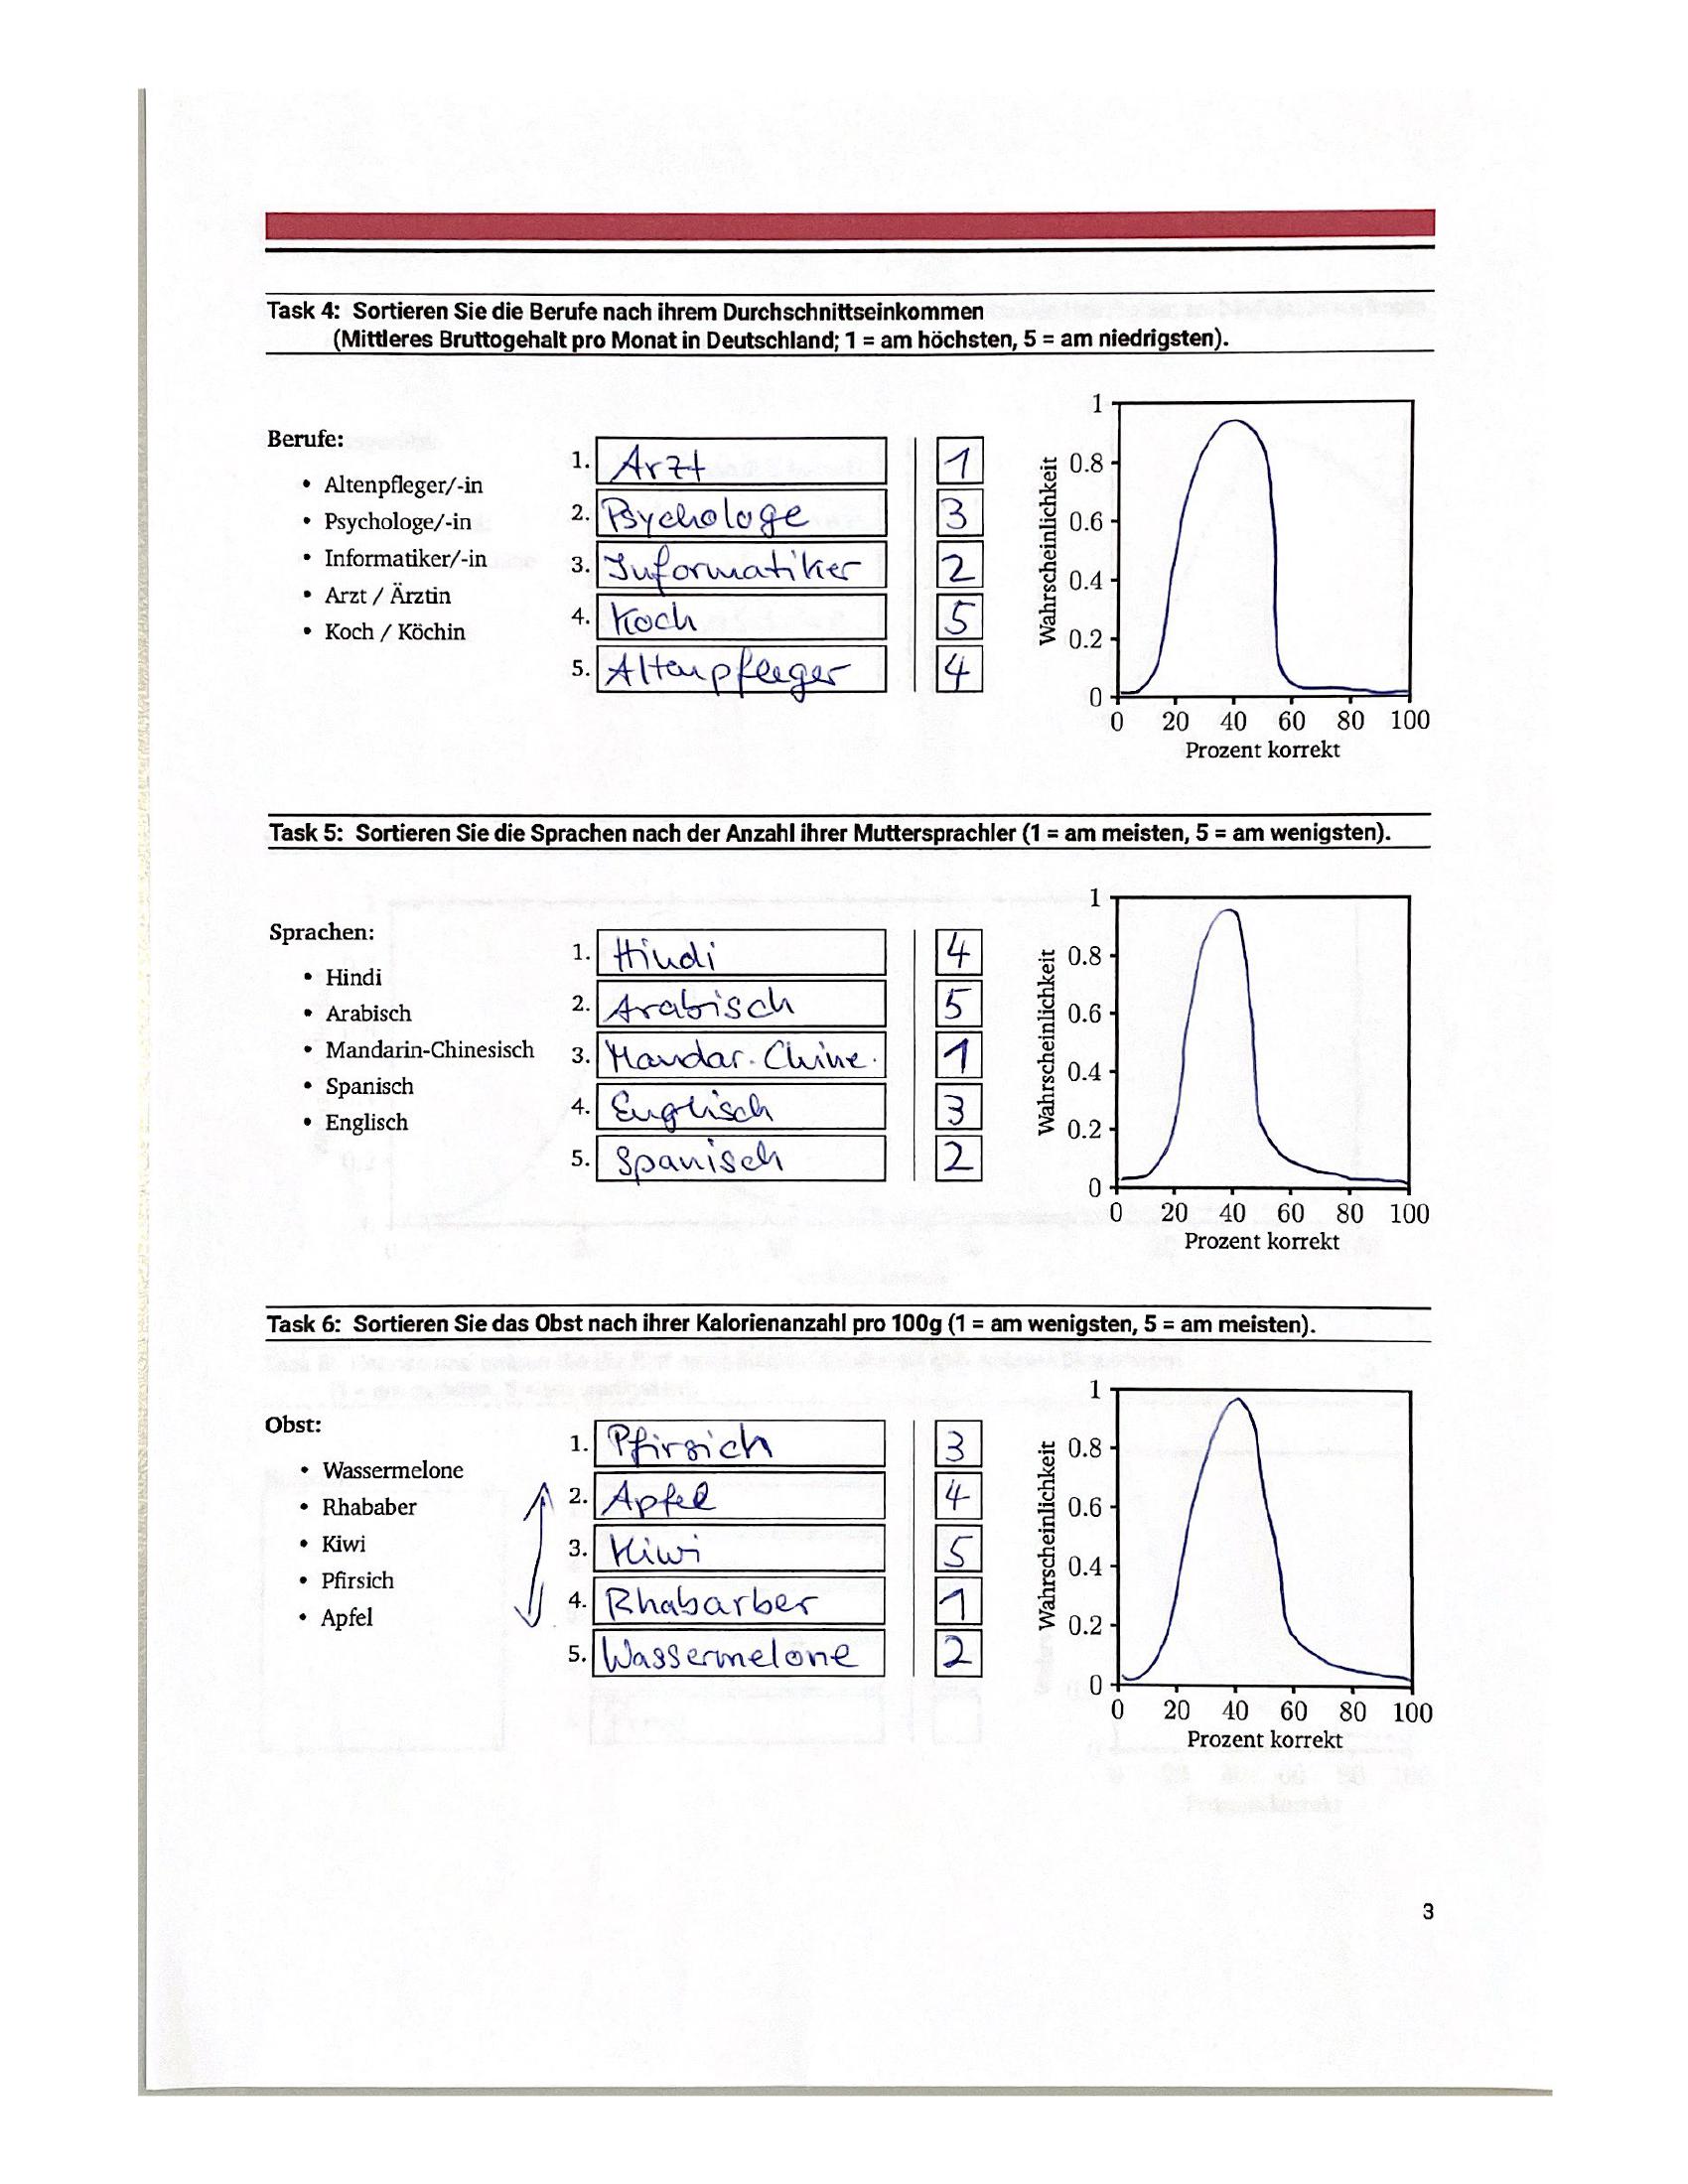 Task 4: Sortieren Sie die Berufe nach ihrem Durchschnittseinkommen
(Mittleres Bruttogehalt pro Monat in Deutschland; 1 = am höchsten, 5 = am niedrigsten).
Berufe:
• Altenpfleger/-in
• Psychologe/-in
• Informatiker/-in
• Arzt / Ärztin
• Koch / Köchin
1. Arzt 1
2. Psychologe 3
3. Informatiker 2
4. Koch 5
5. Altenpfleger 4
Wahrscheinlichkeit
1
0.8
0.6
0.4
0.2
0
0 20 40 60 80 100
Prozent korrekt
Task 5: Sortieren Sie die Sprachen nach der Anzahl ihrer Muttersprachler (1 = am meisten, 5 = am wenigsten).
Sprachen:
• Hindi
• Arabisch
• Mandarin-Chinesisch
• Spanisch
• Englisch
1. Hindi 4
2. Arabisch 5
3. Mandar. Chine. 1
4. Englisch 3
5. Spanisch 2
Wahrscheinlichkeit
1
0.8
0.6
0.4
0.2
0
0 20 40 60 80 100
Prozent korrekt
Task 6: Sortieren Sie das Obst nach ihrer Kalorienanzahl pro 100g (1 = am wenigsten, 5 = am meisten).
Obst:
• Wassermelone
• Rhababer
• Kiwi
• Pfirsich
• Apfel
1. Pfirsich 3
2. Apfel 4
3. Kiwi 5
4. Rhabarber 1
5. Wassermelone 2
Wahrscheinlichkeit
1
0.8
0.6
0.4
0.2
0
0 20 40 60 80 100
Prozent korrekt
3